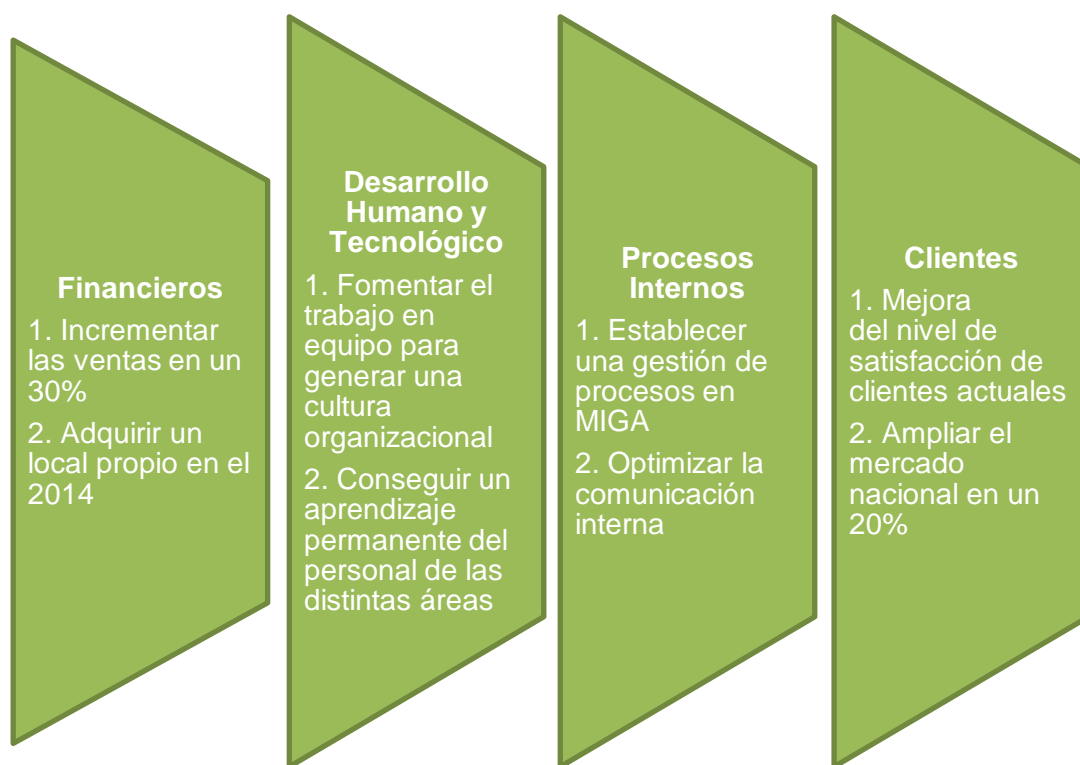 Financieros
1. Incrementar
las ventas en un
30%
2. Adquirir un
local propio en el
2014
Desarrollo
Humano y
Tecnológico
1. Fomentar el
trabajo en
equipo para
generar una
cultura
organizacional
2. Conseguir un
aprendizaje
permanente del
personal de las
distintas áreas
Procesos
Internos
1. Establecer
una gestión de
procesos en
MIGA
2. Optimizar la
comunicación
interna
Clientes
1. Mejora
del nivel de
satisfacción de
clientes actuales
2. Ampliar el
mercado
nacional en un
20%